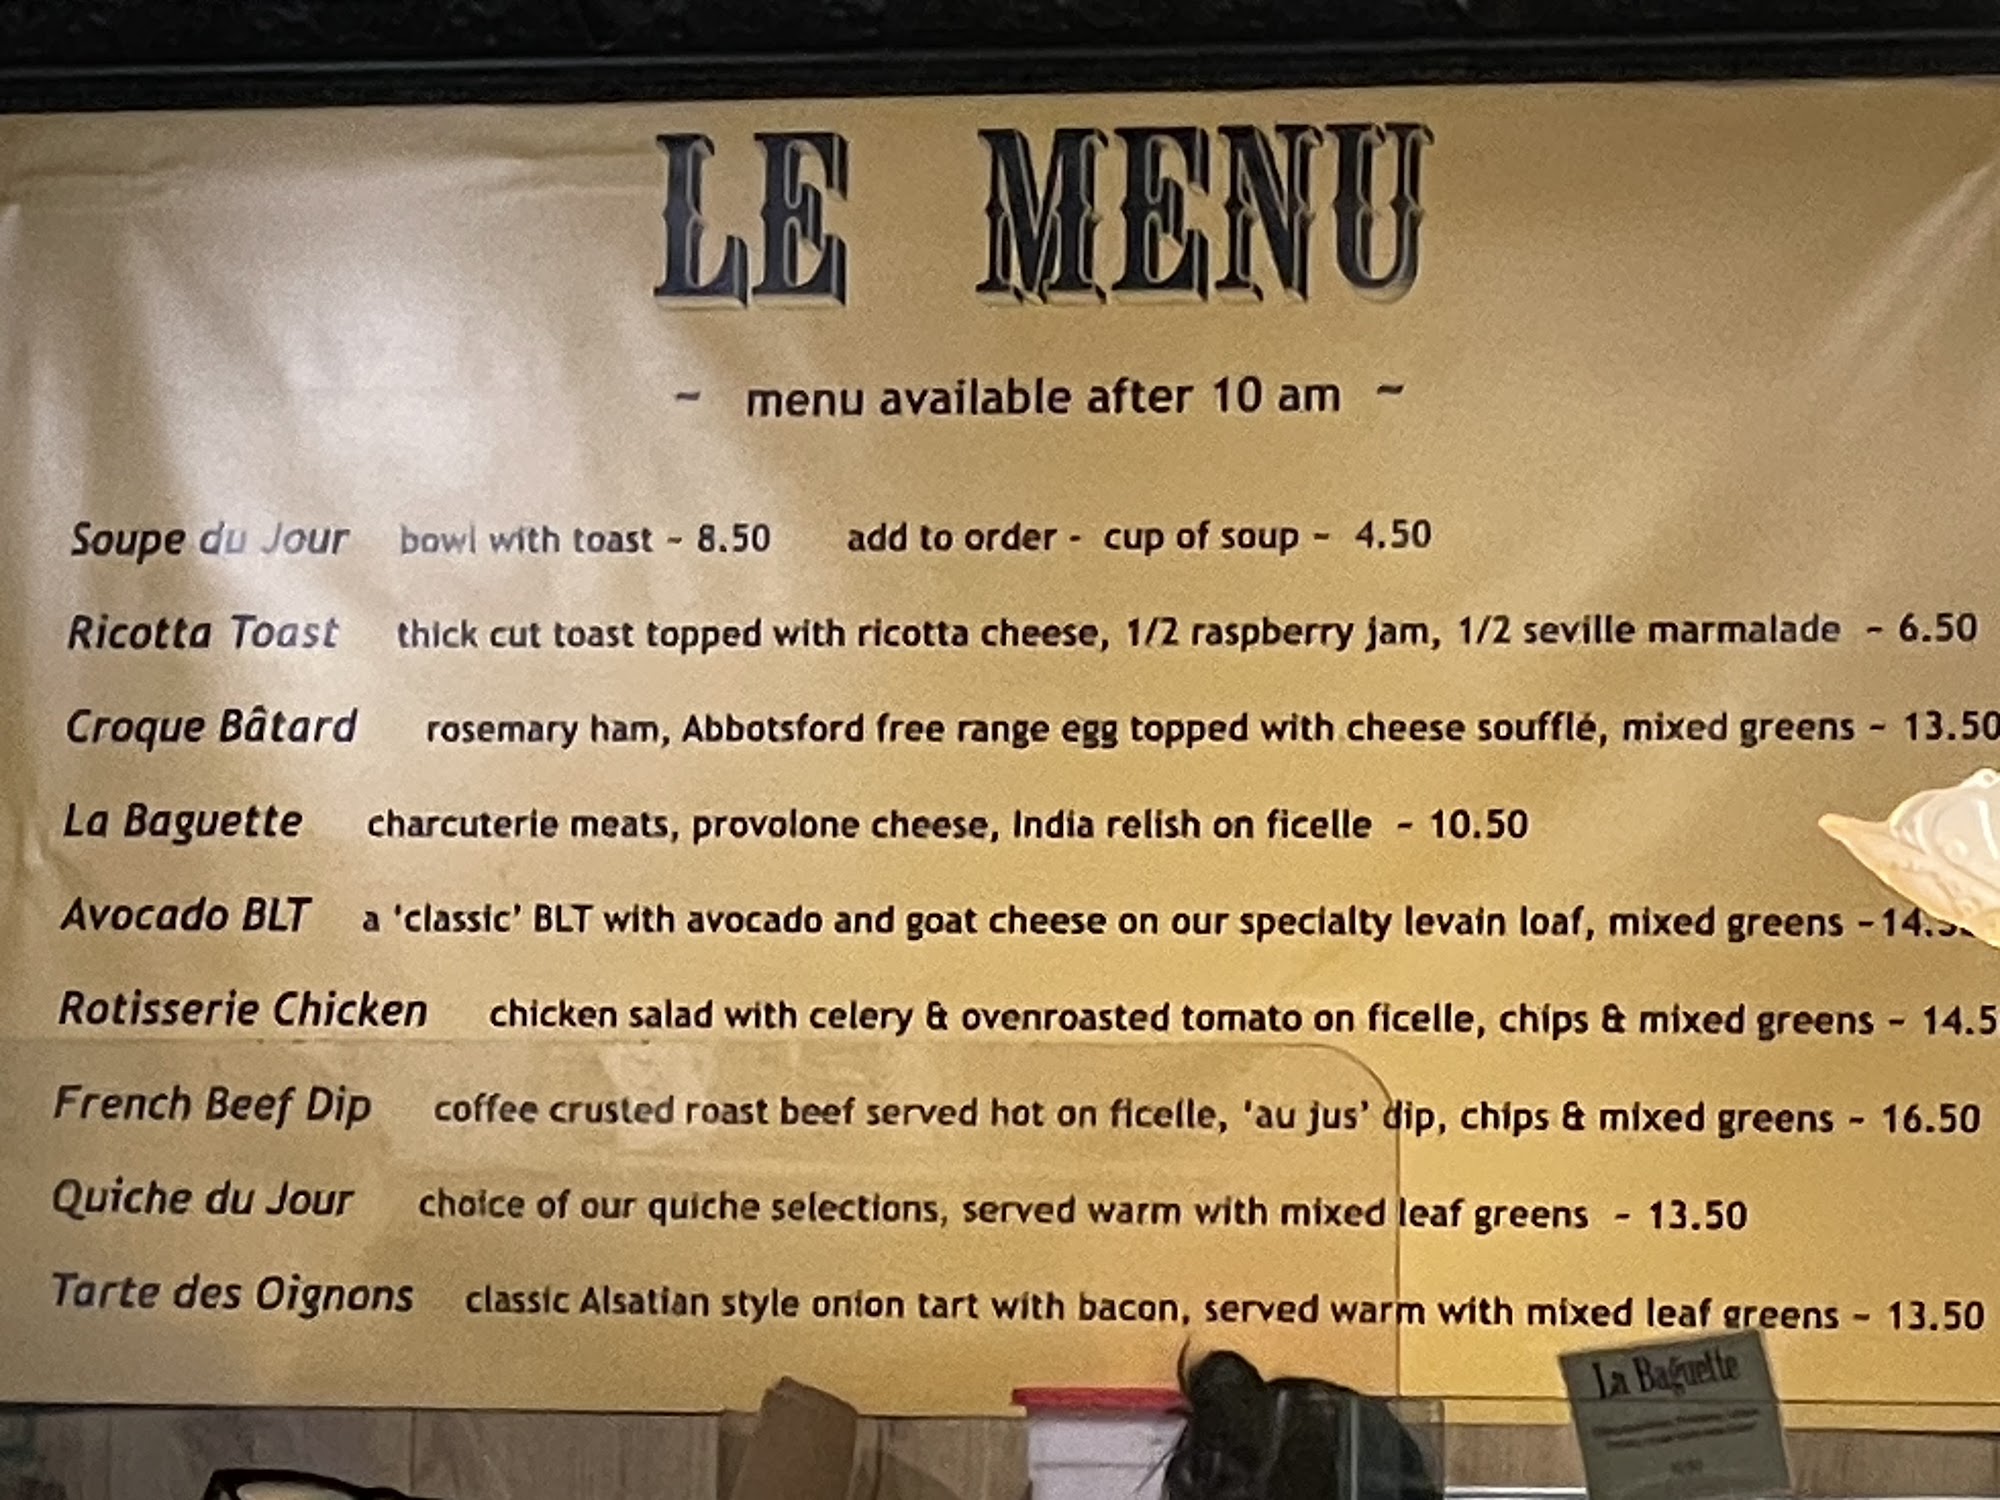 LE MENU
~ menu available after 10 am ~
Soupe du Jour bowl with toast ~ 8.50 add to order - cup of soup ~ 4.50
Ricotta Toast thick cut toast topped with ricotta cheese, 1/2 raspberry jam, 1/2 seville marmalade ~ 6.50
Croque Bâtard rosemary ham, Abbotsford free range egg topped with cheese soufflé, mixed greens ~ 13.50
La Baguette charcuterie meats, provolone cheese, India relish on ficelle ~ 10.50
Avocado BLT a 'classic' BLT with avocado and goat cheese on our specialty levain loaf, mixed greens ~
Rotisserie Chicken chicken salad with celery & ovenroasted tomato on ficelle, chips & mixed greens ~ 14.5
French Beef Dip coffee crusted roast beef served hot on ficelle, 'au jus' dip, chips & mixed greens ~ 16.50
Quiche du Jour choice of our quiche selections, served warm with mixed leaf greens ~ 13.50
Tarte des Oignons classic Alsatian style onion tart with bacon, served warm with mixed leaf greens ~ 13.50
La Baguette